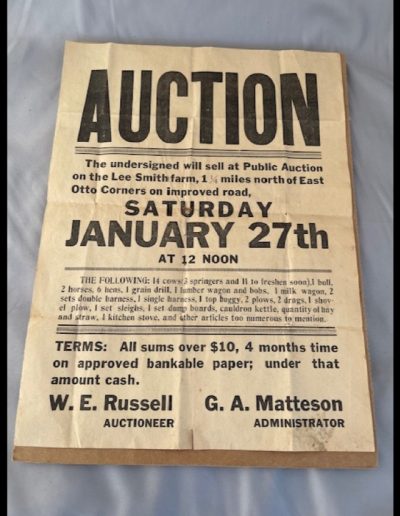 AUCTION
The undersigned will sell at Public Auction
on the Lee Smith farm, 1 ¼ miles north of East
Otto Corners on improved road,
SATURDAY
JANUARY 27th
AT 12 NOON
THE FOLLOWING: 14 cows(3 springers and 11 to freshen soon),1 bull,
2 horses, 6 hens, 1 grain drill, 1 lumber wagon and bobs, 1 milk wagon, 2
sets double harness, 1 single harness, 1 top buggy, 2 plows, 2 drags, 1 shov-
el plow, 1 set sleighs, 1 set dump boards, cauldron kettle, quantity of hay
and straw, 1 kitchen stove, and other articles too numerous to mention.
TERMS: All sums over $10, 4 months time
on approved bankable paper; under that
amount cash.
W. E. Russell G. A. Matteson
AUCTIONEER ADMINISTRATOR